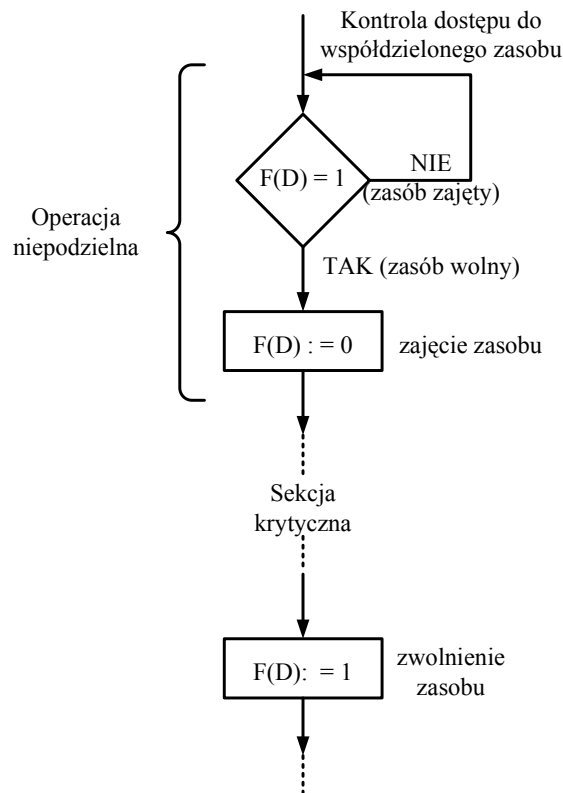 Kontrola dostępu do
współdzielonego zasobu
F(D) = 1
NIE
(zasób zajęty)
Operacja
niepodzielna
TAK (zasób wolny)
F(D) : = 0
zajęcie zasobu
Sekcja
krytyczna
F(D): = 1
zwolnienie
zasobu